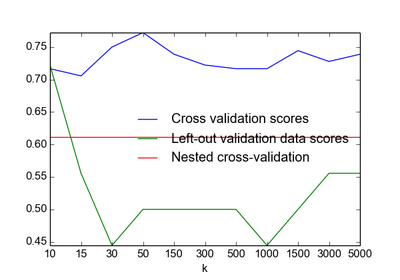 0.75
0.70
0.65
0.60
0.55
0.50
0.45
Cross validation scores
Left-out validation data scores
Nested cross-validation
10 15 30 50 150 300 500 1000 1500 3000 5000
k